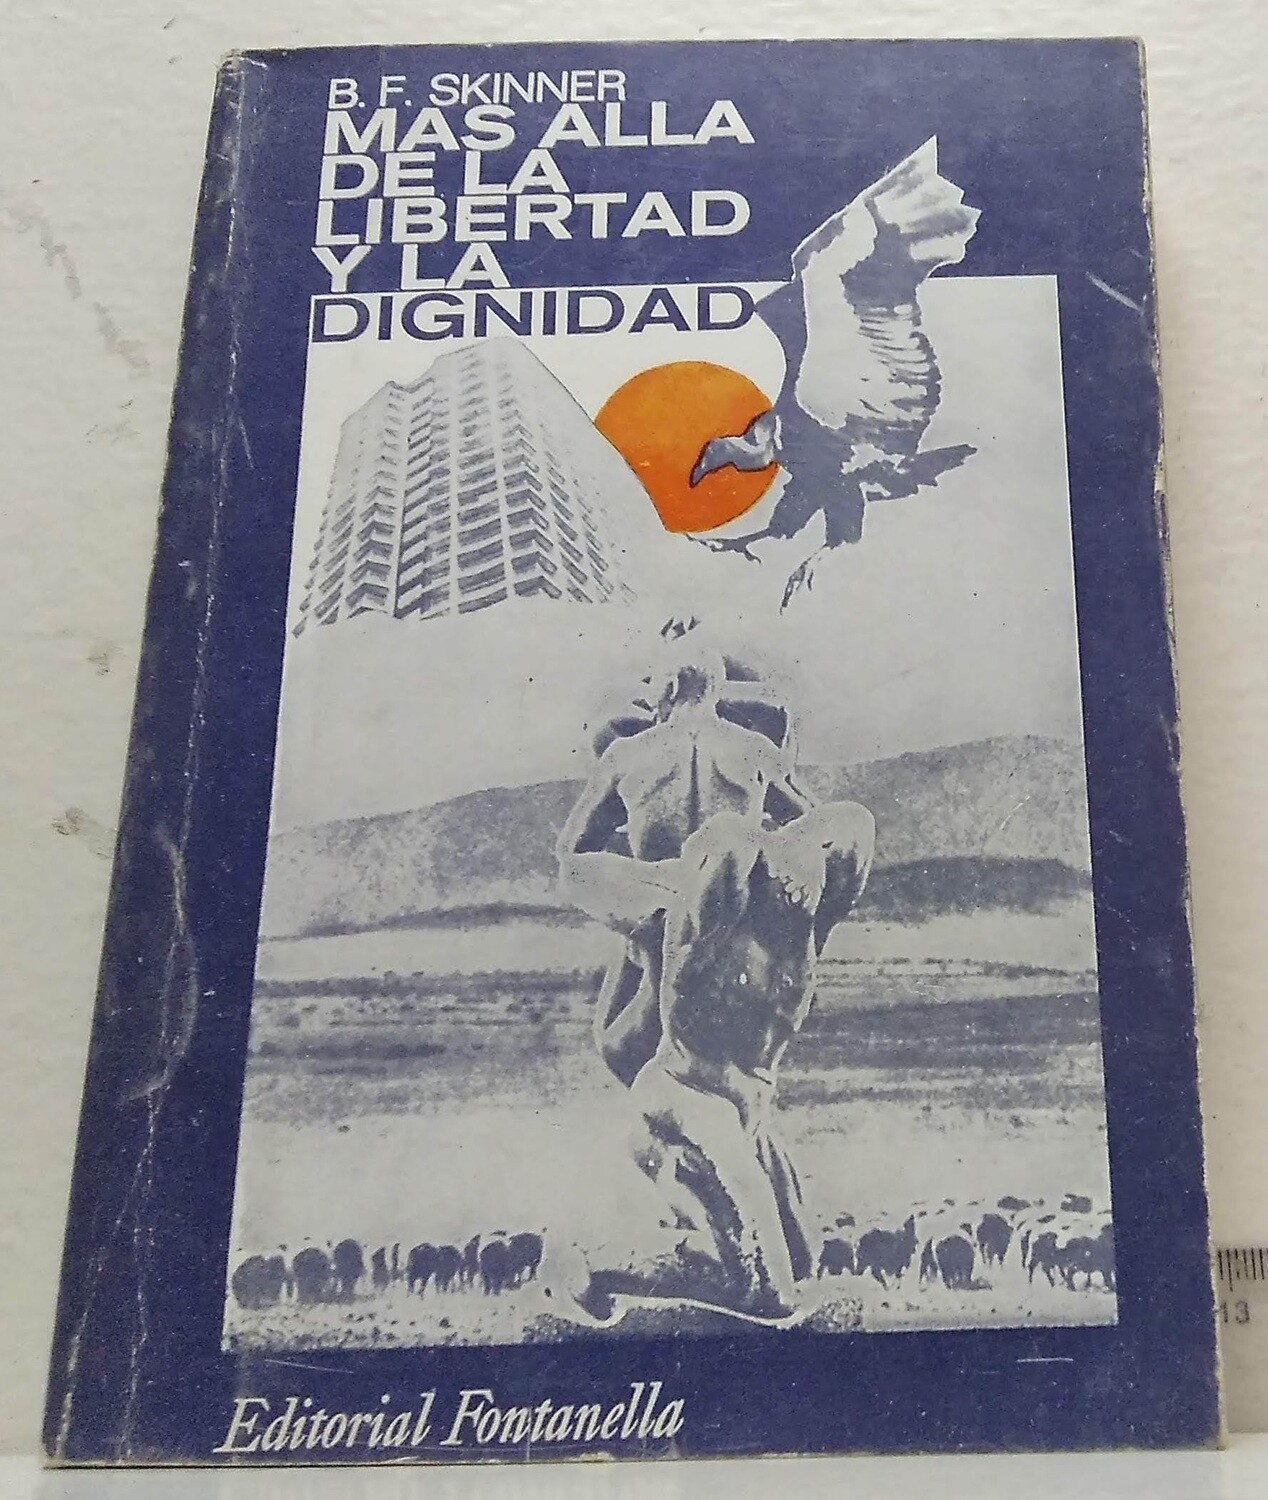 B. F. SKINNER
MAS ALLA
DE LA
LIBERTAD
Y LA
DIGNIDAD
Editorial Fontanella
13